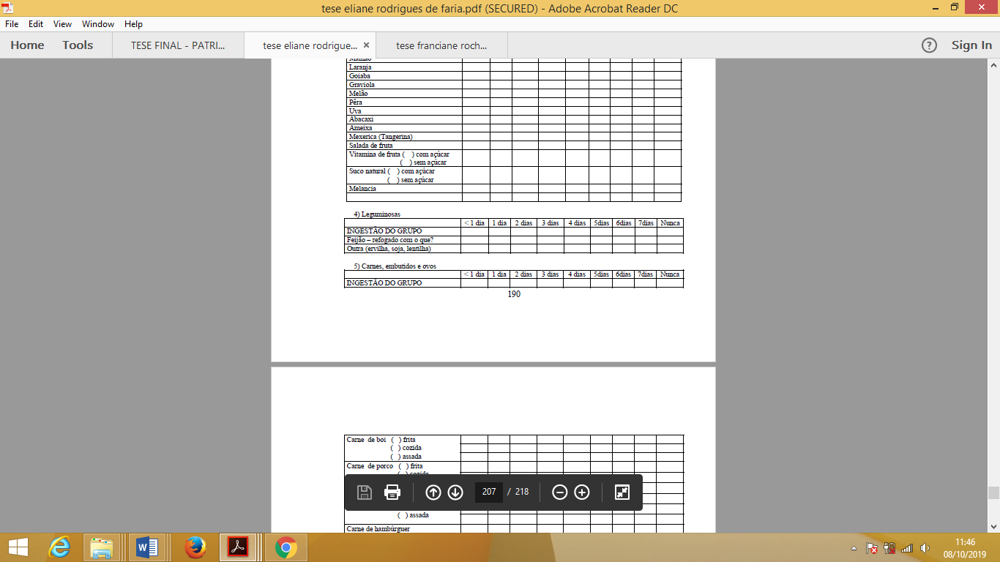 tese eliane rodrigues de faria.pdf (SECURED) - Adobe Acrobat Reader DC
File Edit View Window Help
Home Tools TESE FINAL - PATRI... tese eliane rodrigue... × tese franciane roch... ? Sign In
Mamão
Laranja
Goiaba
Graviola
Melão
Pêra
Uva
Abacaxi
Ameixa
Mexerica (Tangerina)
Salada de fruta
Vitamina de fruta ( ) com açúcar
( ) sem açúcar
Suco natural ( ) com açúcar
( ) sem açúcar
Melancia
4) Leguminosas
< 1 dia 1 dia 2 dias 3 dias 4 dias 5dias 6dias 7dias Nunca
INGESTÃO DO GRUPO
Feijão – refogado com o que?
Outra (ervilha, soja, lentilha)
5) Carnes, embutidos e ovos
< 1 dia 1 dia 2 dias 3 dias 4 dias 5dias 6dias 7dias Nunca
INGESTÃO DO GRUPO
190
Carne de boi ( ) frita
( ) cozida
( ) assada
Carne de porco ( ) frita
( ) cozida
207 / 218
( ) assada
Carne de hambúrguer
11:46
08/10/2019